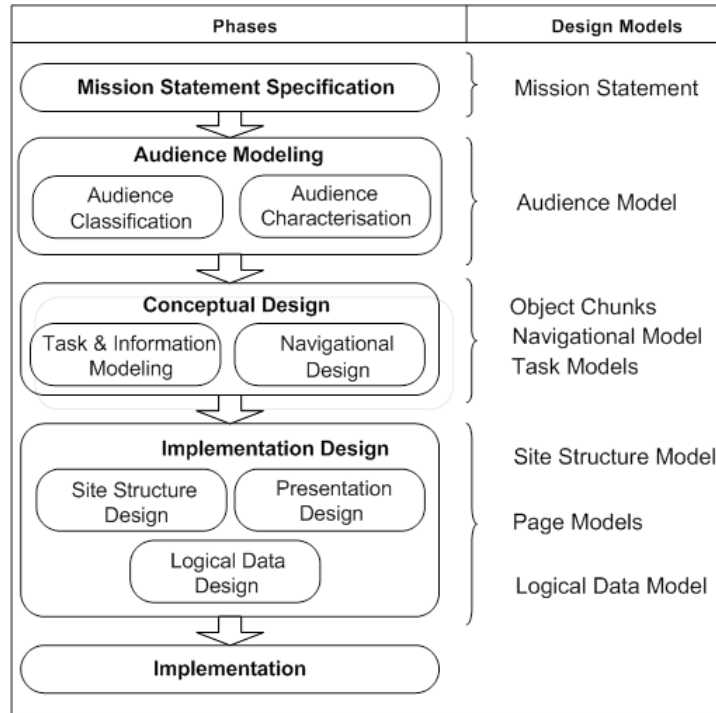 Phases
Design Models
Mission Statement Specification
Mission Statement
Audience Modeling
Audience
Classification
Audience
Characterisation
Audience Model
Conceptual Design
Task & Information
Modeling
Navigational
Design
Object Chunks
Navigational Model
Task Models
Implementation Design
Site Structure
Design
Presentation
Design
Logical Data
Design
Site Structure Model
Page Models
Logical Data Model
Implementation